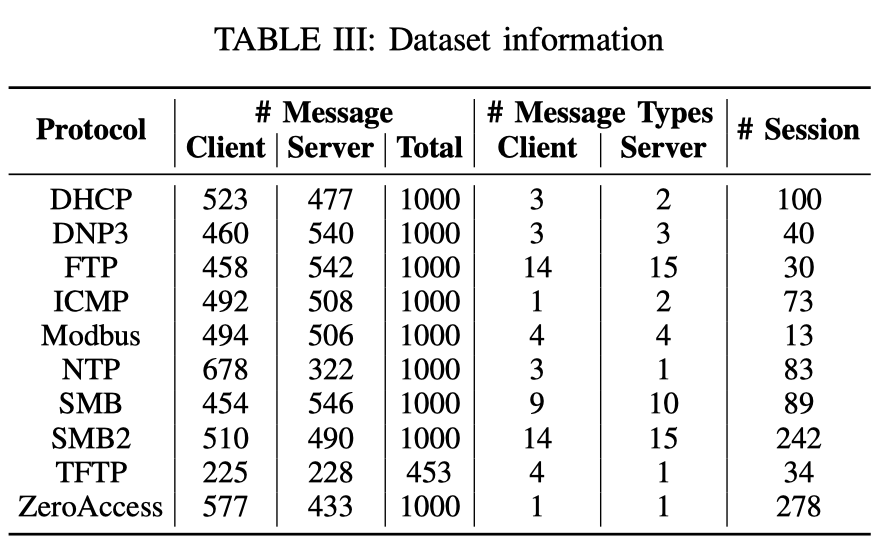 TABLE III: Dataset information
Protocol # Message # Message Types # Session
Client Server Total Client Server
DHCP 523 477 1000 3 2 100
DNP3 460 540 1000 3 3 40
FTP 458 542 1000 14 15 30
ICMP 492 508 1000 1 2 73
Modbus 494 506 1000 4 4 13
NTP 678 322 1000 3 1 83
SMB 454 546 1000 9 10 89
SMB2 510 490 1000 14 15 242
TFTP 225 228 453 4 1 34
ZeroAccess 577 433 1000 1 1 278